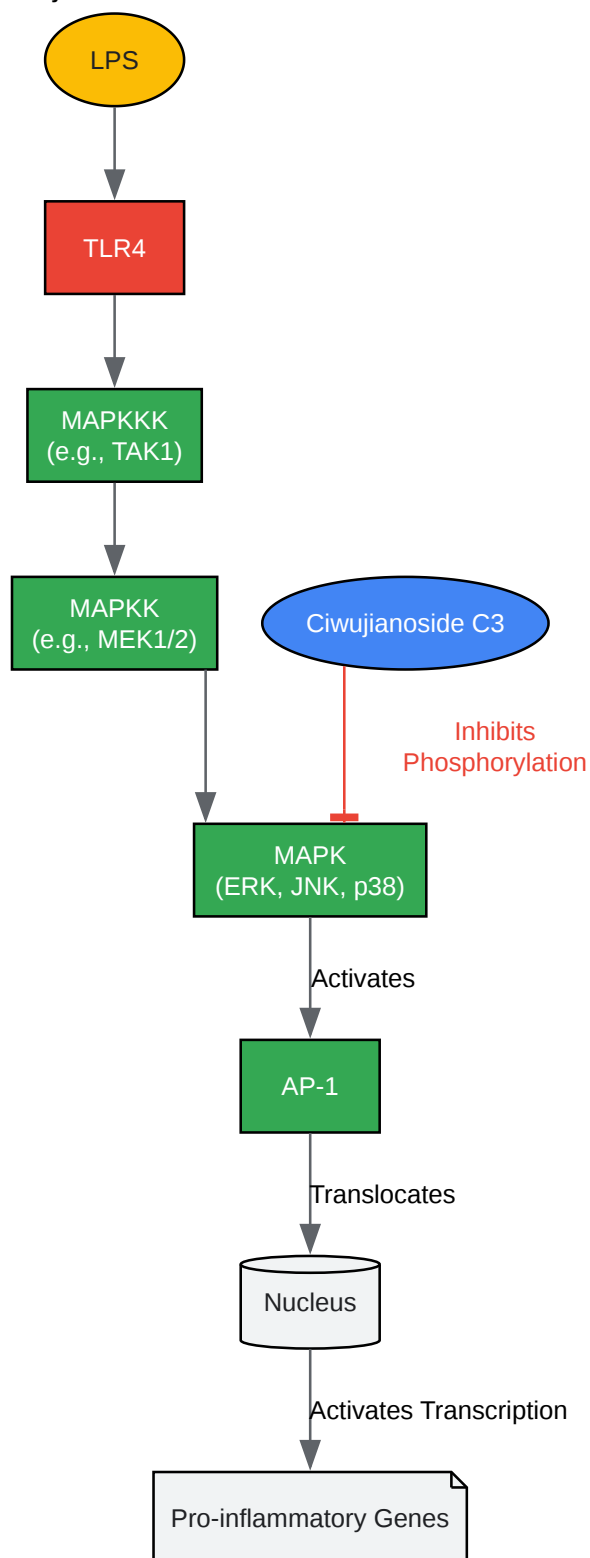 LPS
TLR4
MAPKKK
(e.g., TAK1)
MAPKK
(e.g., MEK1/2)
Ciwujianoside C3
Inhibits
Phosphorylation
MAPK
(ERK, JNK, p38)
Activates
AP-1
Translocates
Nucleus
Activates Transcription
Pro-inflammatory Genes